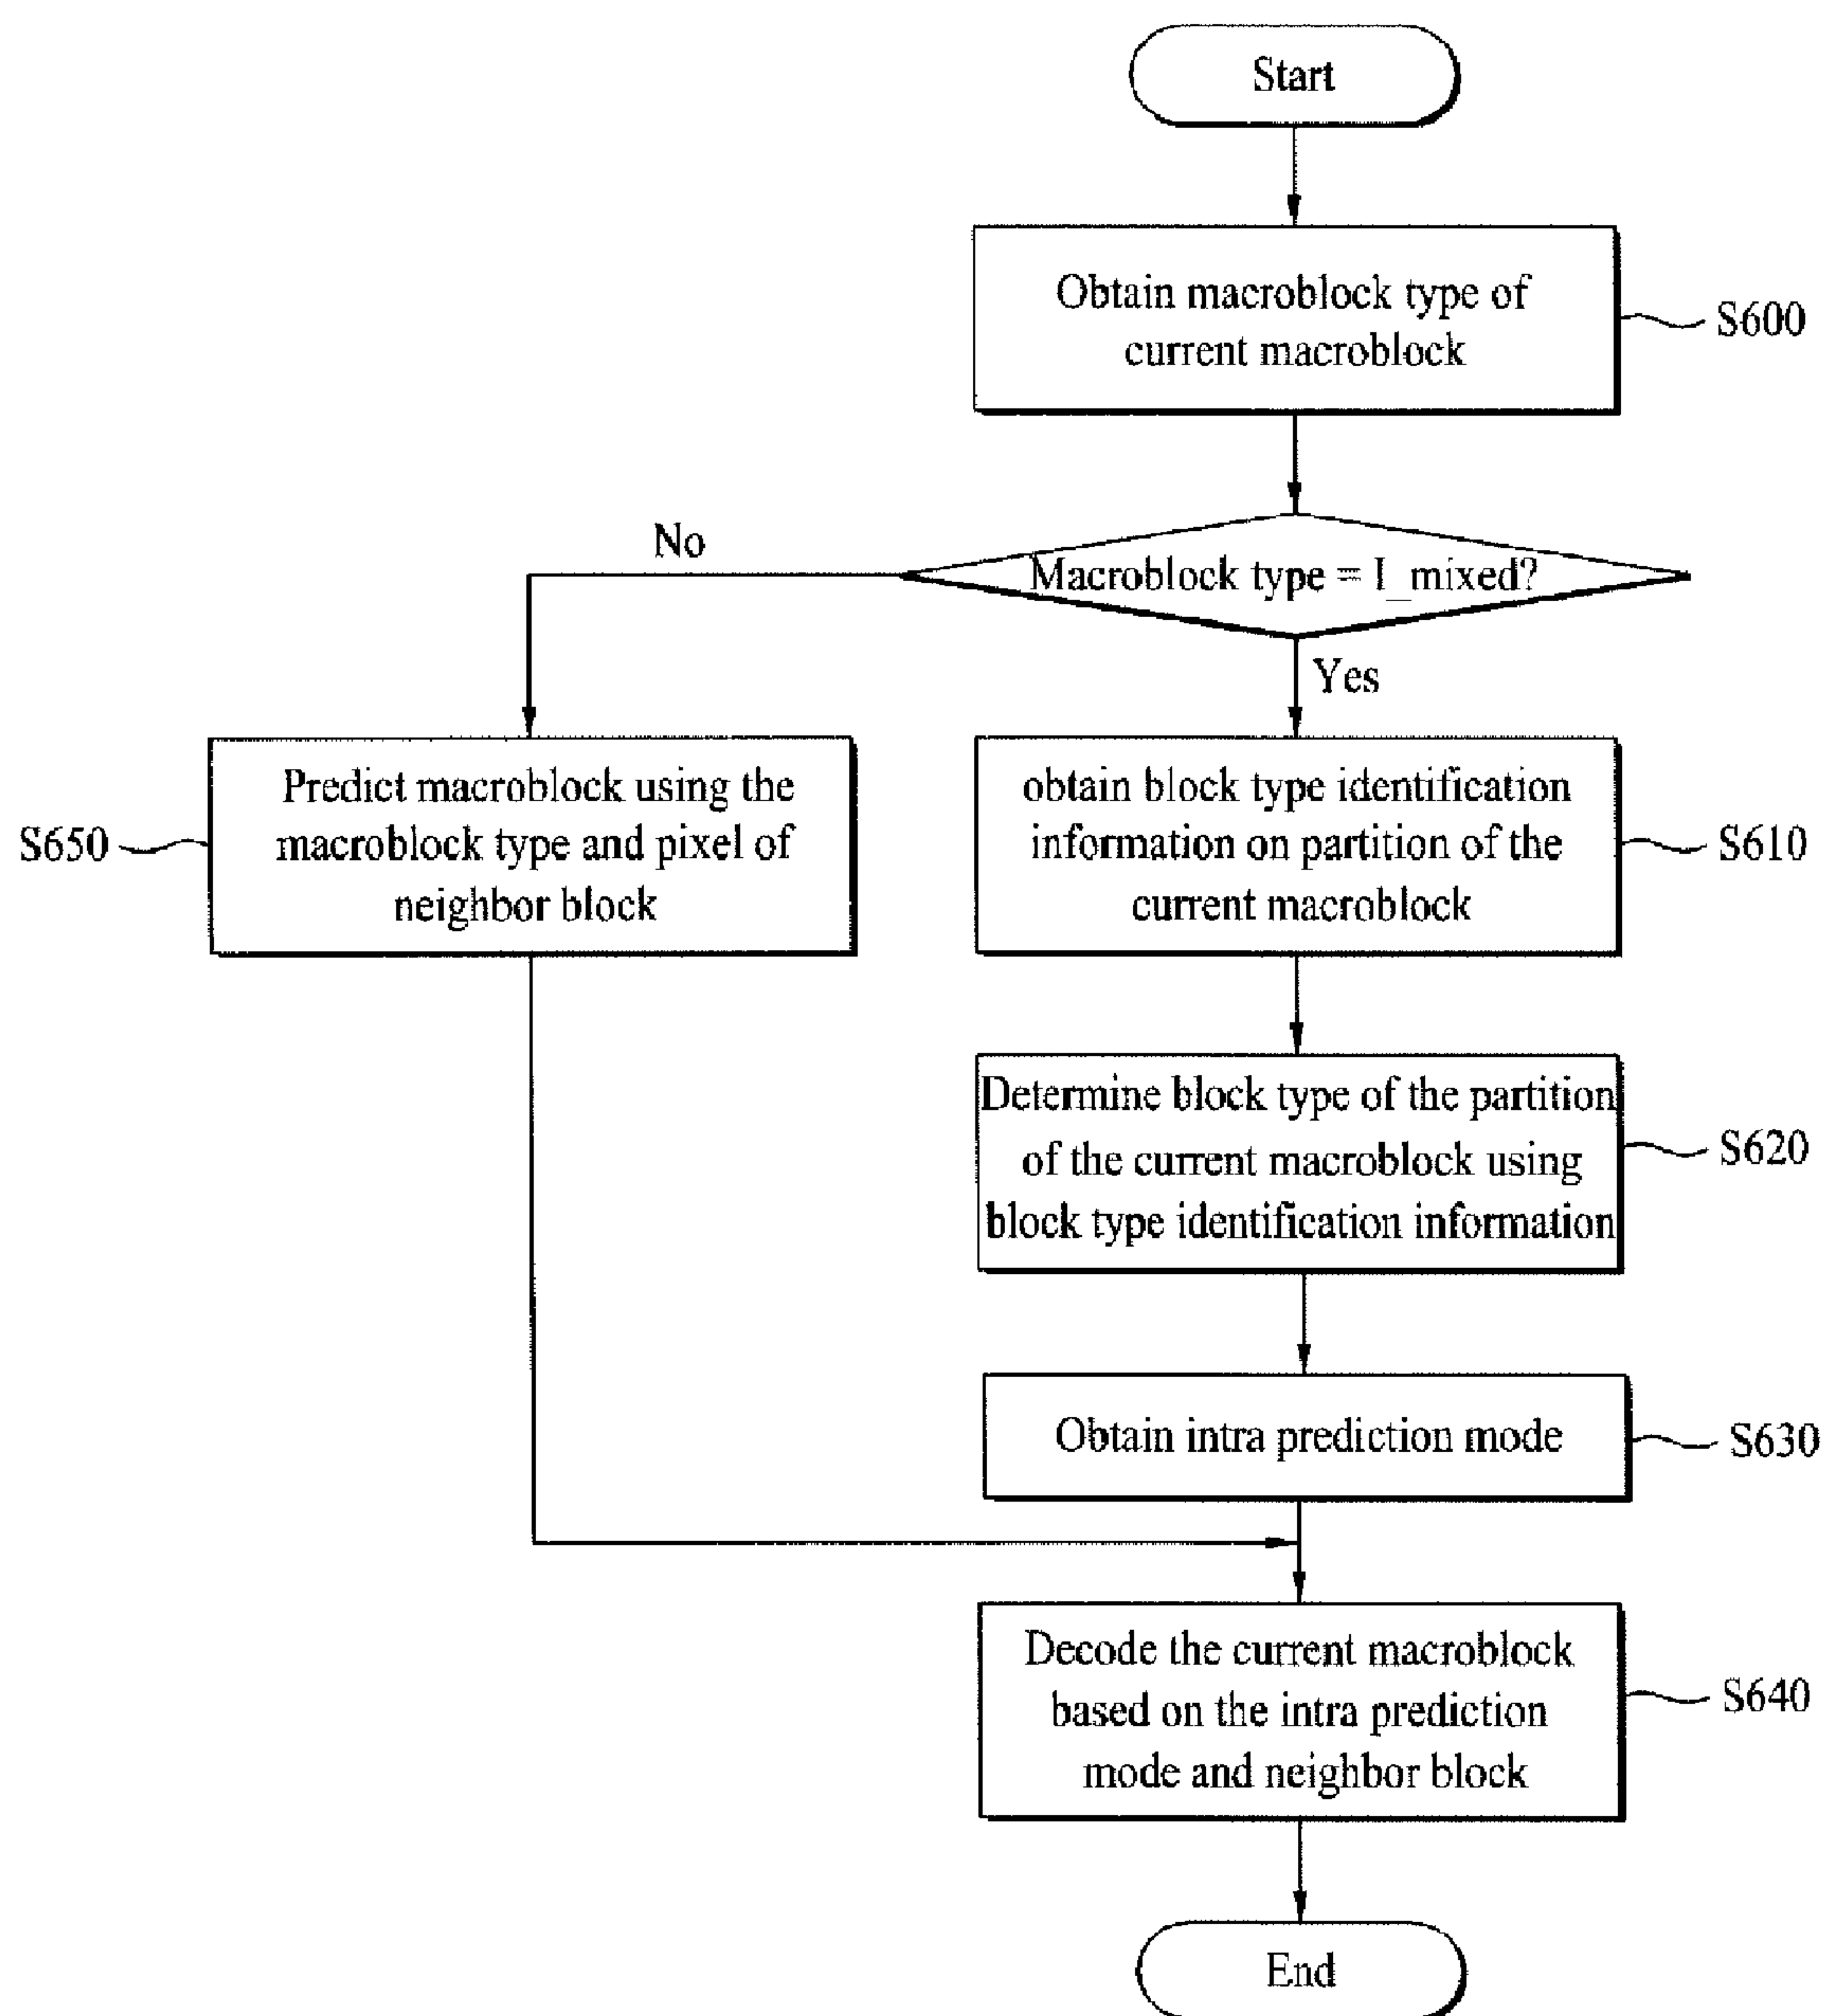 Start
Obtain macroblock type of
current macroblock
S600
Macroblock type = I_mixed?
No
Yes
Predict macroblock using the
macroblock type and pixel of
neighbor block
S650
obtain block type identification
information on partition of the
current macroblock
S610
Determine block type of the partition
of the current macroblock using
block type identification information
S620
Obtain intra prediction mode
S630
Decode the current macroblock
based on the intra prediction
mode and neighbor block
S640
End